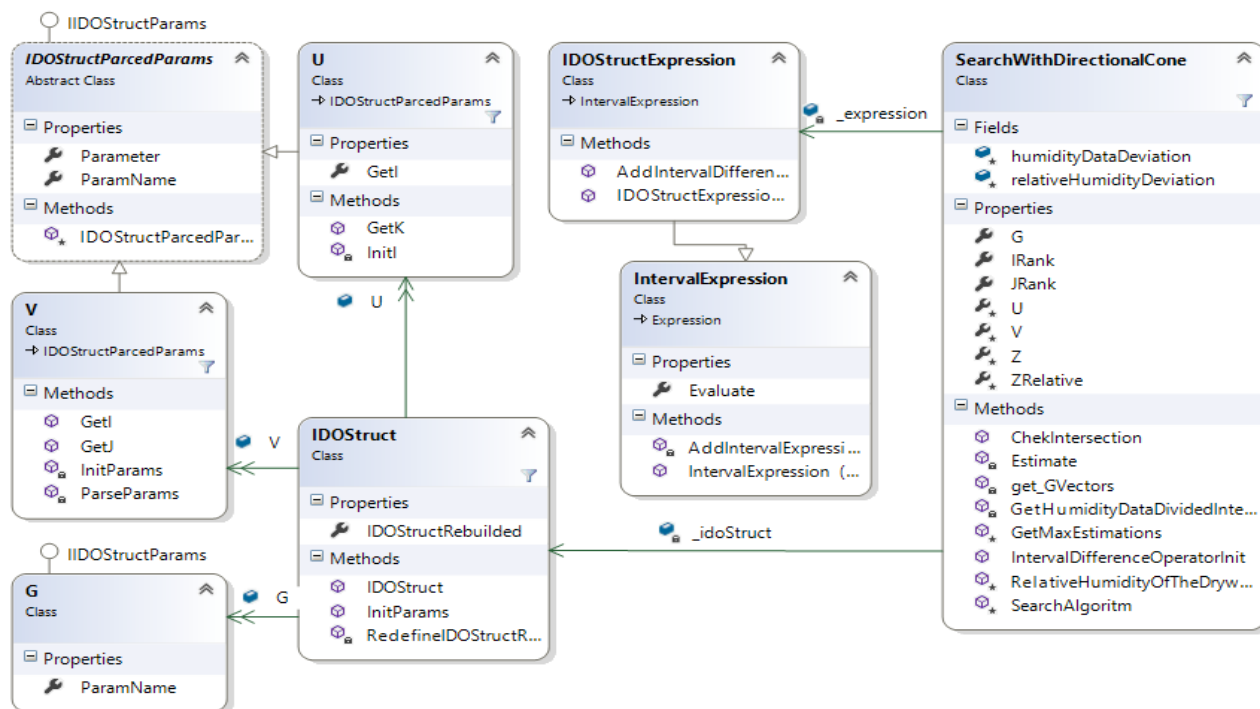 IIDOStructParams
IDOStructParcedParams
Abstract Class
Properties
Parameter
ParamName
Methods
IDOStructParcedPar...
U
Class
IDOStructParcedParams
Properties
GetI
Methods
GetK
InitI
IDOStructExpression
Class
IntervalExpression
Methods
AddIntervalDifferen...
IDOStructExpressio...
_expression
SearchWithDirectionalCone
Class
Fields
humidityDataDeviation
relativeHumidityDeviation
Properties
G
IRank
JRank
U
V
Z
ZRelative
Methods
ChekIntersection
Estimate
get_GVectors
GetHumidityDataDividedInte...
GetMaxEstimations
IntervalDifferenceOperatorInit
RelativeHumidityOfTheDryw...
SearchAlgoritm
IntervalExpression
Class
Expression
Properties
Evaluate
Methods
AddIntervalExpressi...
IntervalExpression (...
V
Class
IDOStructParcedParams
Methods
GetI
GetJ
InitParams
ParseParams
U
V
IDOStruct
Class
Properties
IDOStructRebuilded
Methods
IDOStruct
InitParams
RedefineIDOStructR...
_idoStruct
IIDOStructParams
G
Class
Properties
ParamName
G